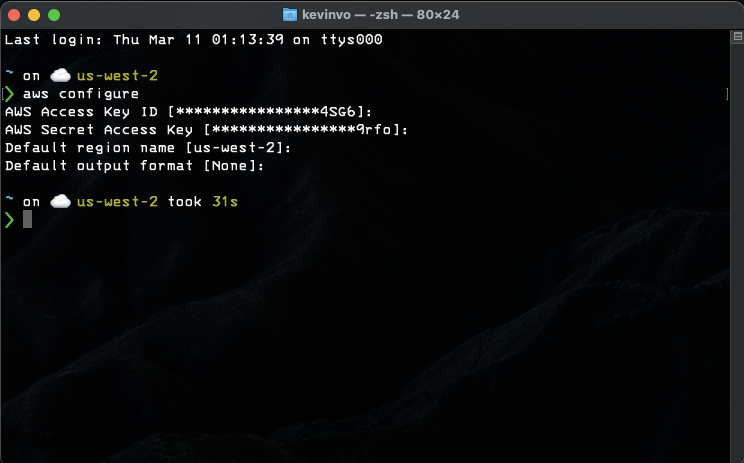 kevinvo — -zsh — 80×24
Last login: Thu Mar 11 01:13:39 on ttys000
~ on ☁️ us-west-2
❯ aws configure
AWS Access Key ID [****************4SG6]:
AWS Secret Access Key [****************9rfo]:
Default region name [us-west-2]:
Default output format [None]:
~ on ☁️ us-west-2 took 31s
❯